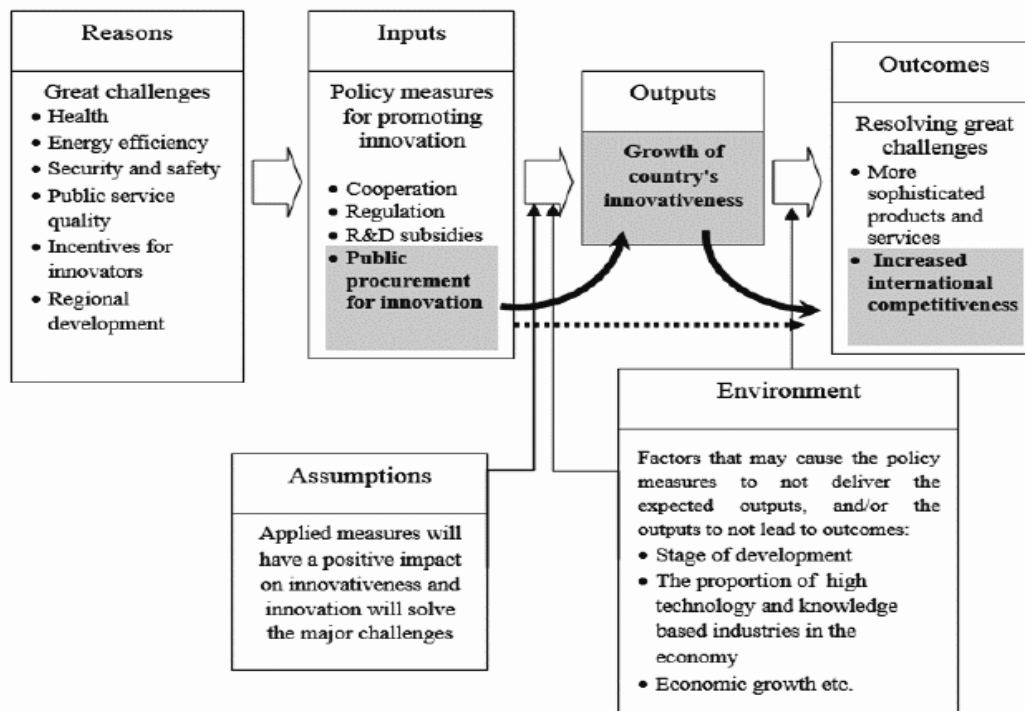 Reasons
Great challenges
• Health
• Energy efficiency
• Security and safety
• Public service
quality
• Incentives for
innovators
• Regional
development
Inputs
Policy measures
for promoting
innovation
• Cooperation
• Regulation
• R&D subsidies
• Public
procurement
for innovation
Outputs
Growth of
country's
innovativeness
Outcomes
Resolving great
challenges
• More
sophisticated
products and
services
• Increased
international
competitiveness
Assumptions
Applied measures will
have a positive impact
on innovativeness and
innovation will solve
the major challenges
Environment
Factors that may cause the policy
measures to not deliver the
expected outputs, and/or the
outputs to not lead to outcomes:
• Stage of development
• The proportion of high
technology and knowledge
based industries in the
economy
• Economic growth etc.